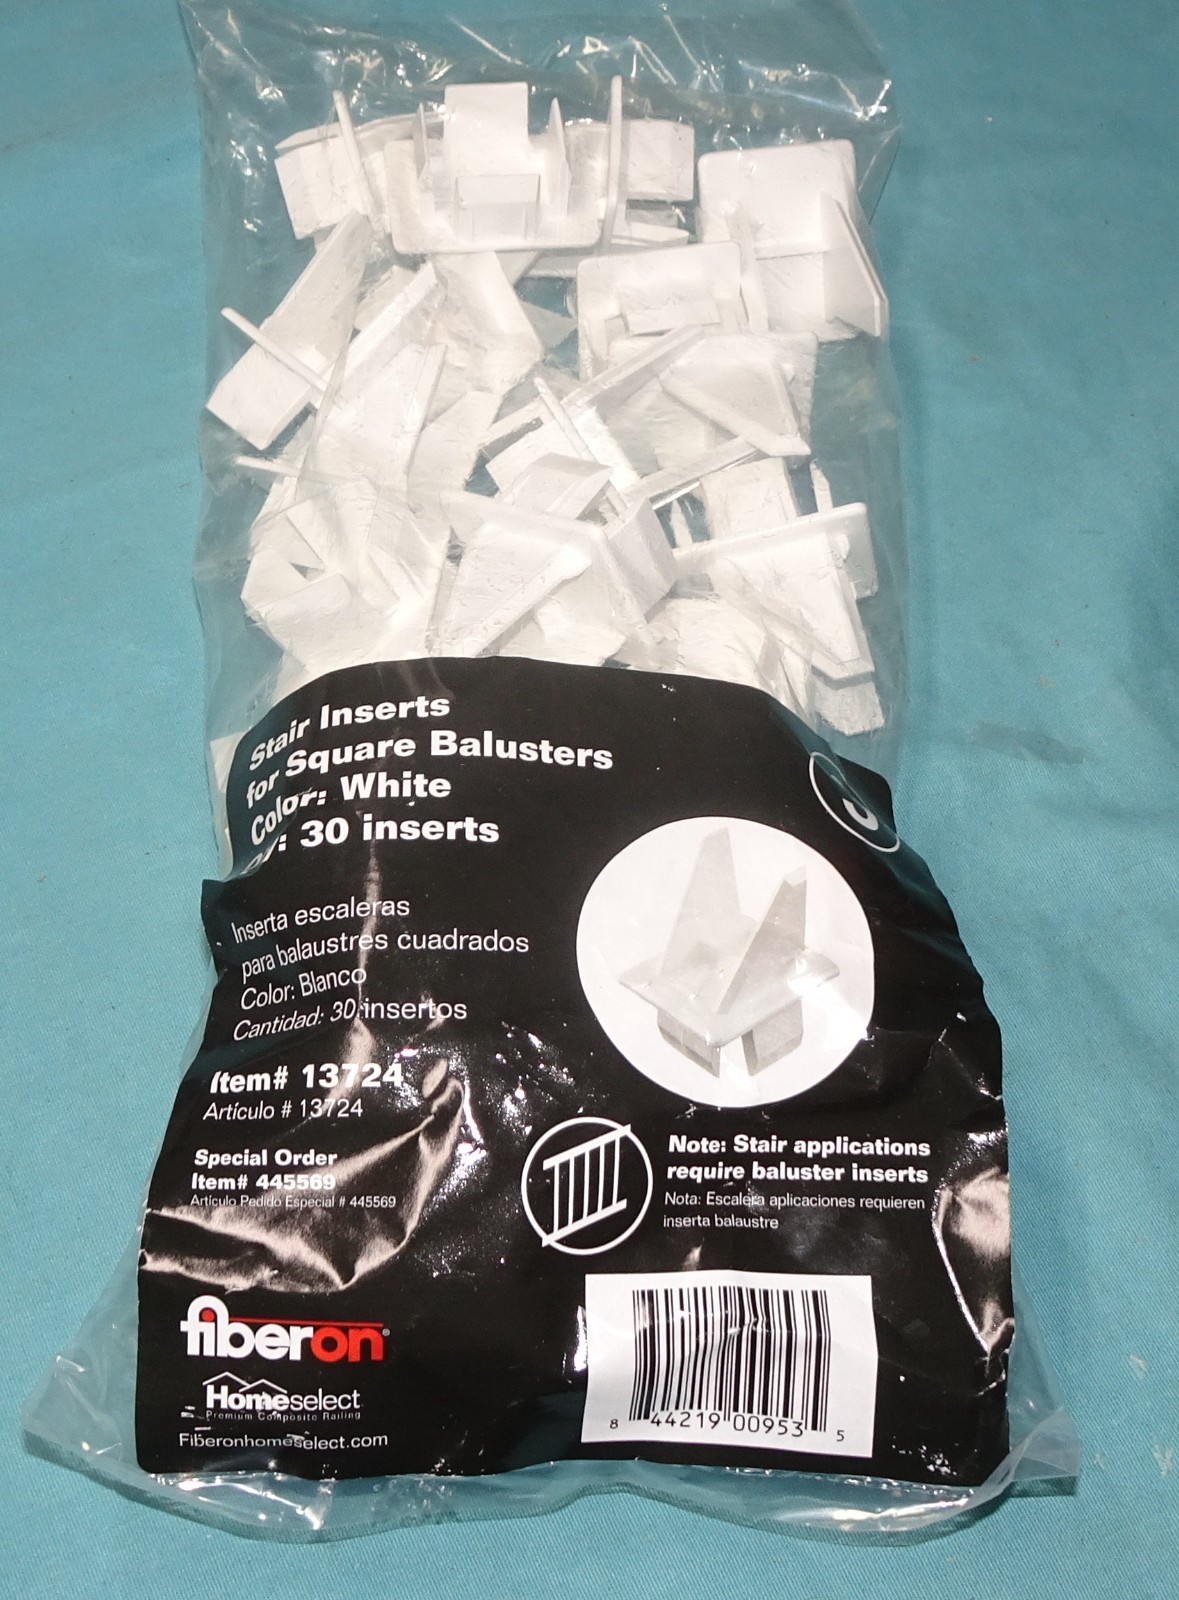 Stair Inserts
for Square Balusters
Color: White
30 inserts
Inserta escaleras
para balaustres cuadrados
Color: Blanco
Cantidad: 30 insertos
Item# 13724
Artículo # 13724
Special Order
Item# 445569
Artículo Pedido Especial # 445569
Note: Stair applications
require baluster inserts
Nota: Escalera aplicaciones requieren
inserta balaustre
fiberon®
Homeselect
Premium Composite Railing
Fiberonhomeselect.com
8 44219 00953 5